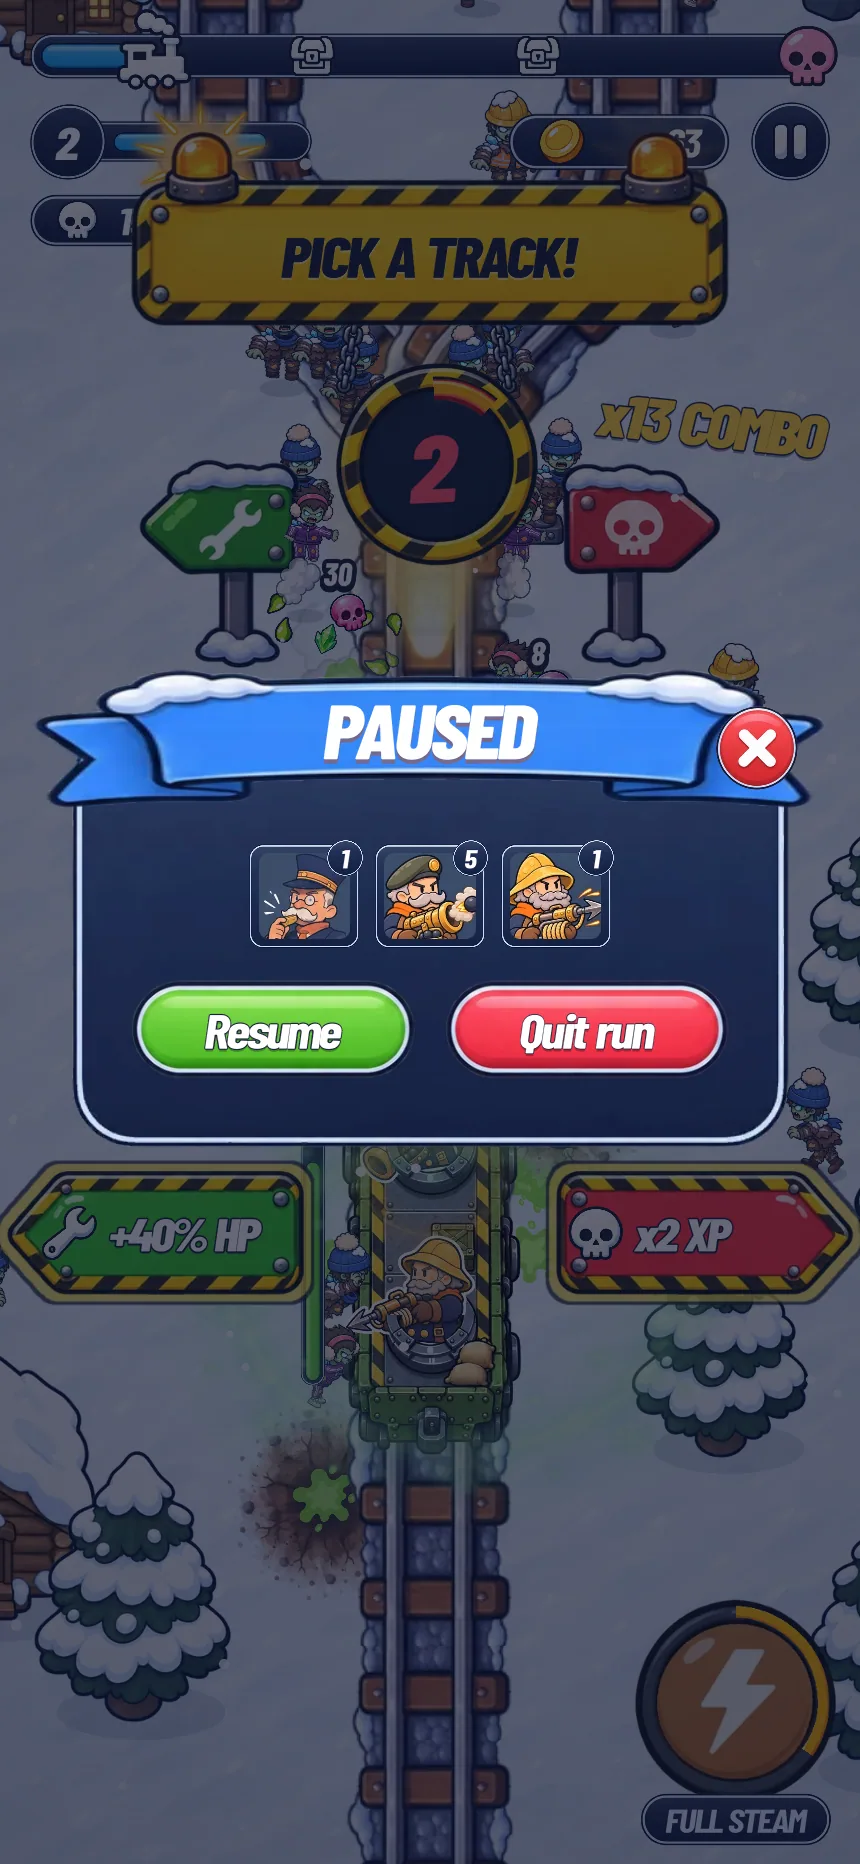 2
PICK A TRACK!
2
x13 COMBO
30
8
PAUSED
1
5
1
Resume
Quit run
+40% HP
x2 XP
FULL STEAM